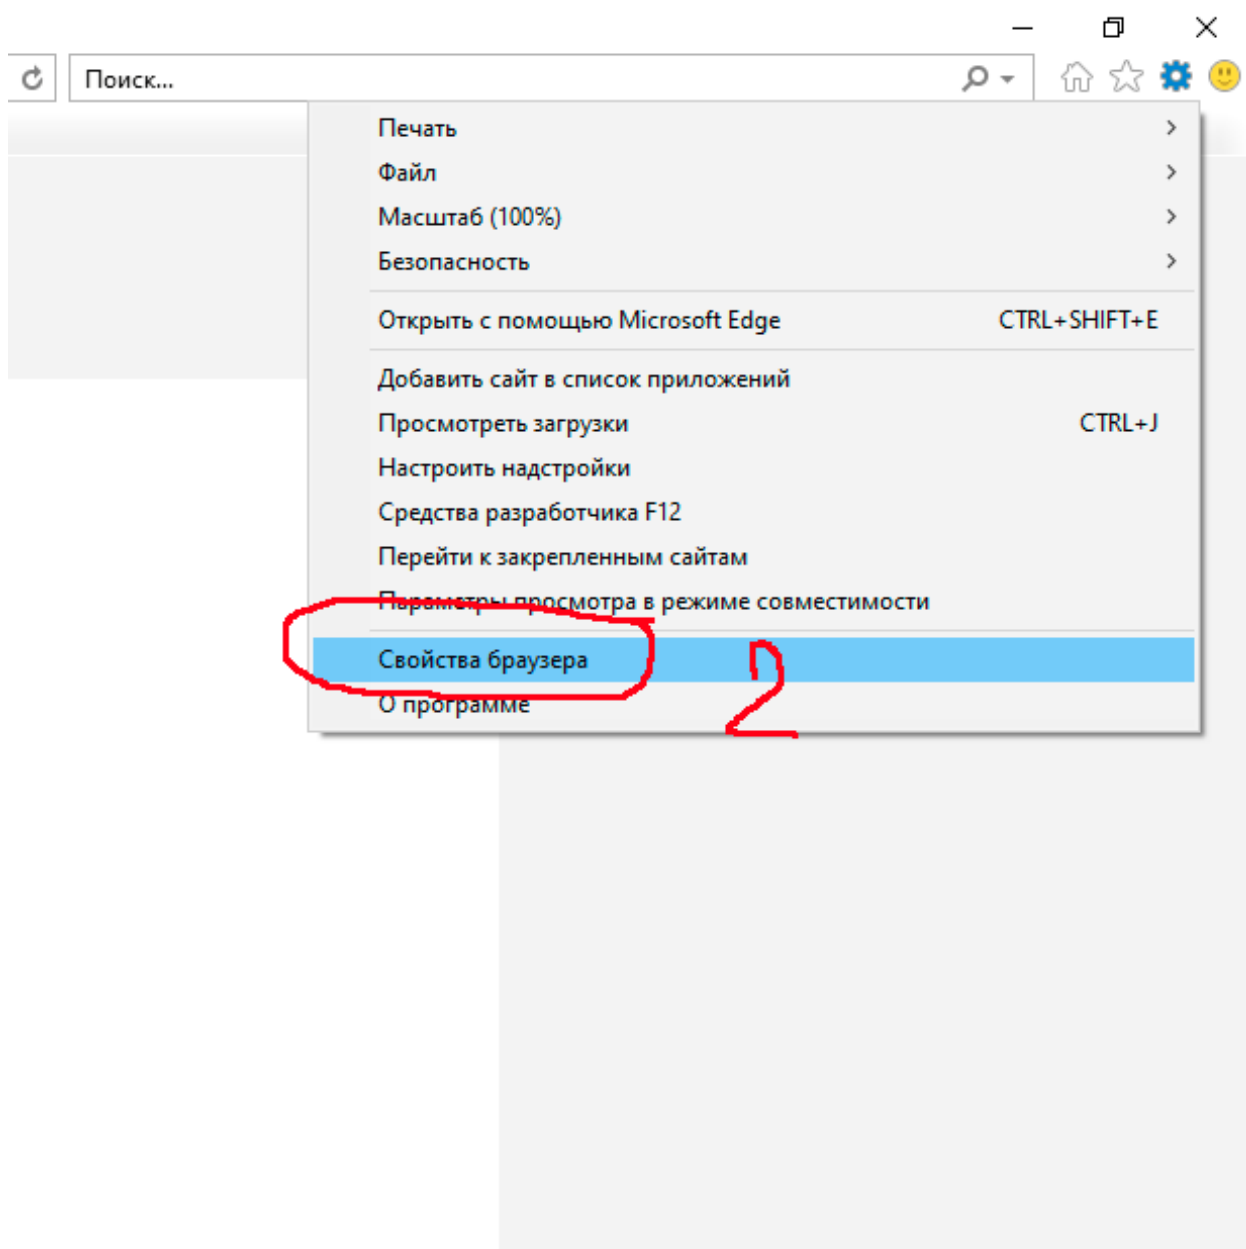 Поиск...
Печать
Файл
Масштаб (100%)
Безопасность
Открыть с помощью Microsoft Edge CTRL+SHIFT+E
Добавить сайт в список приложений
Просмотреть загрузки CTRL+J
Настроить надстройки
Средства разработчика F12
Перейти к закрепленным сайтам
Параметры просмотра в режиме совместимости
Свойства браузера
2
О программе